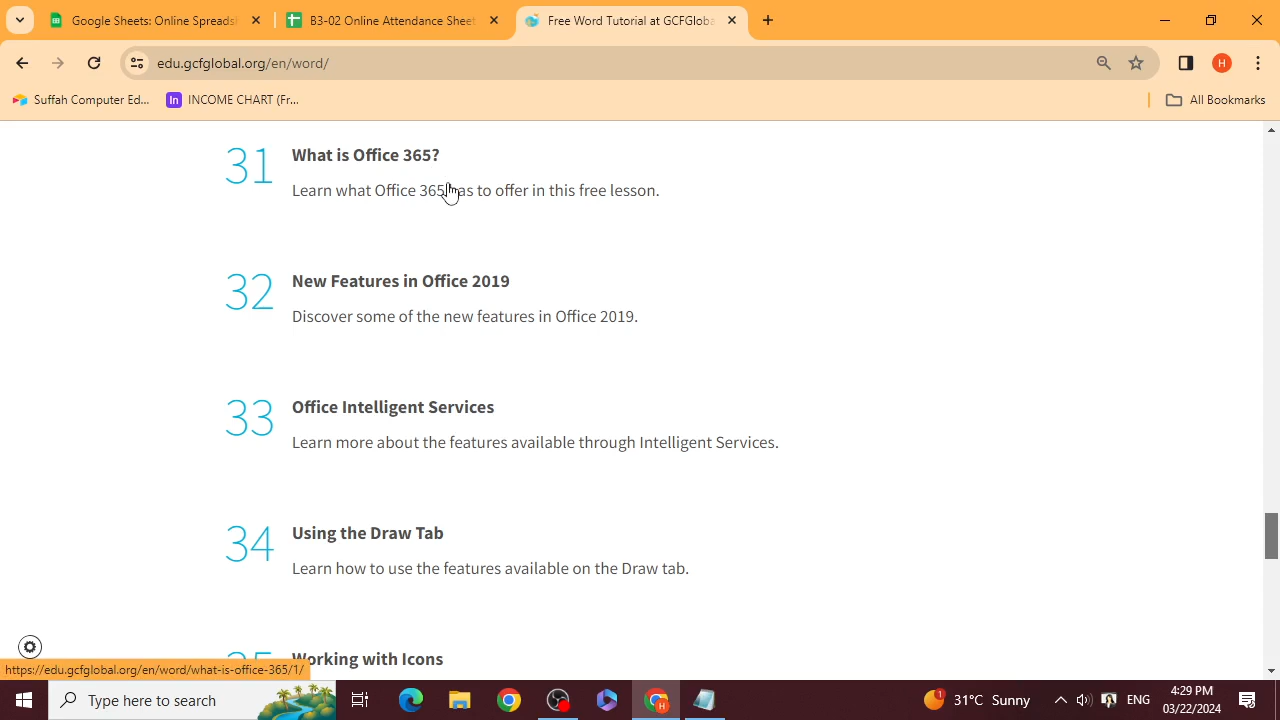 Google Sheets: Online Spreadsh
B3-02 Online Attendance Sheet
Free Word Tutorial at GCFGloba
edu.gcfglobal.org/en/word/
H
Suffah Computer Ed...
In
INCOME CHART (Fr...
All Bookmarks
31
What is Office 365?
Learn what Office 365 has to offer in this free lesson.
32
New Features in Office 2019
Discover some of the new features in Office 2019.
33
Office Intelligent Services
Learn more about the features available through Intelligent Services.
34
Using the Draw Tab
Learn how to use the features available on the Draw tab.
35
Working with Icons
https://edu.gcfglobal.org/en/word/what-is-office-365/1/
Type here to search
H
1
31°C Sunny
ENG
4:29 PM
03/22/2024